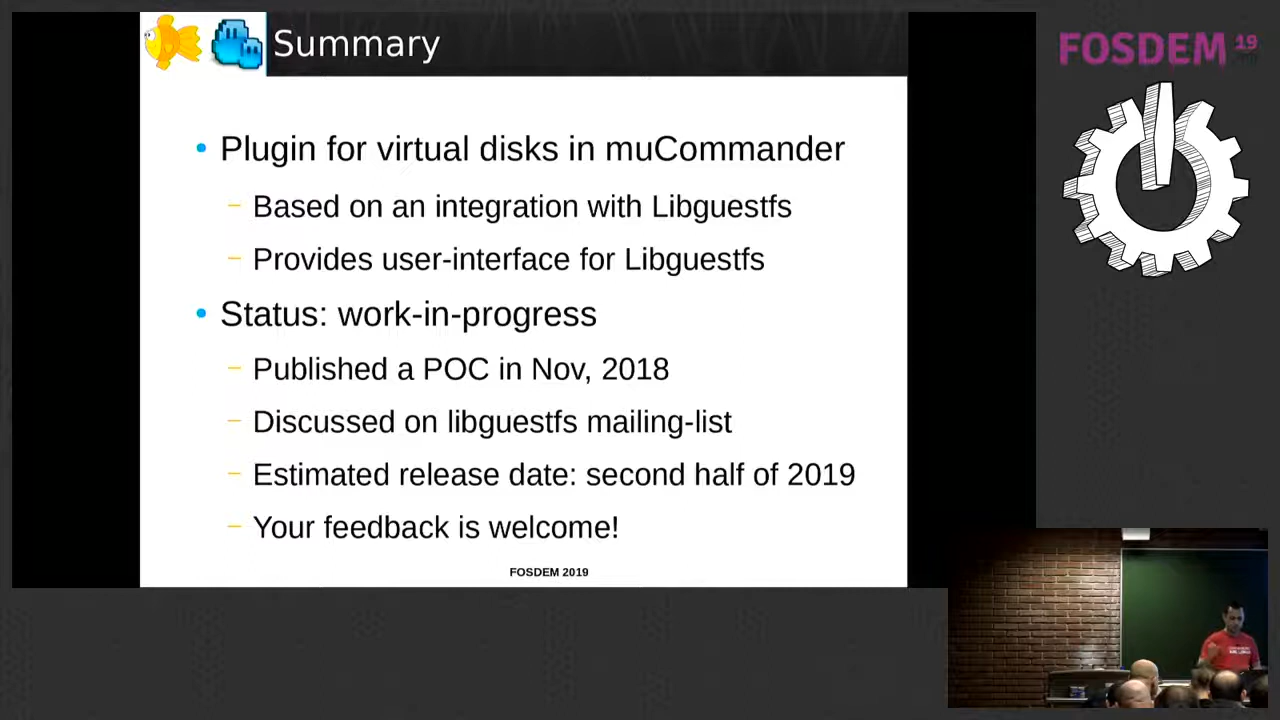 Summary
FOSDEM 19
• Plugin for virtual disks in muCommander
– Based on an integration with Libguestfs
– Provides user-interface for Libguestfs
• Status: work-in-progress
– Published a POC in Nov, 2018
– Discussed on libguestfs mailing-list
– Estimated release date: second half of 2019
– Your feedback is welcome!
FOSDEM 2019